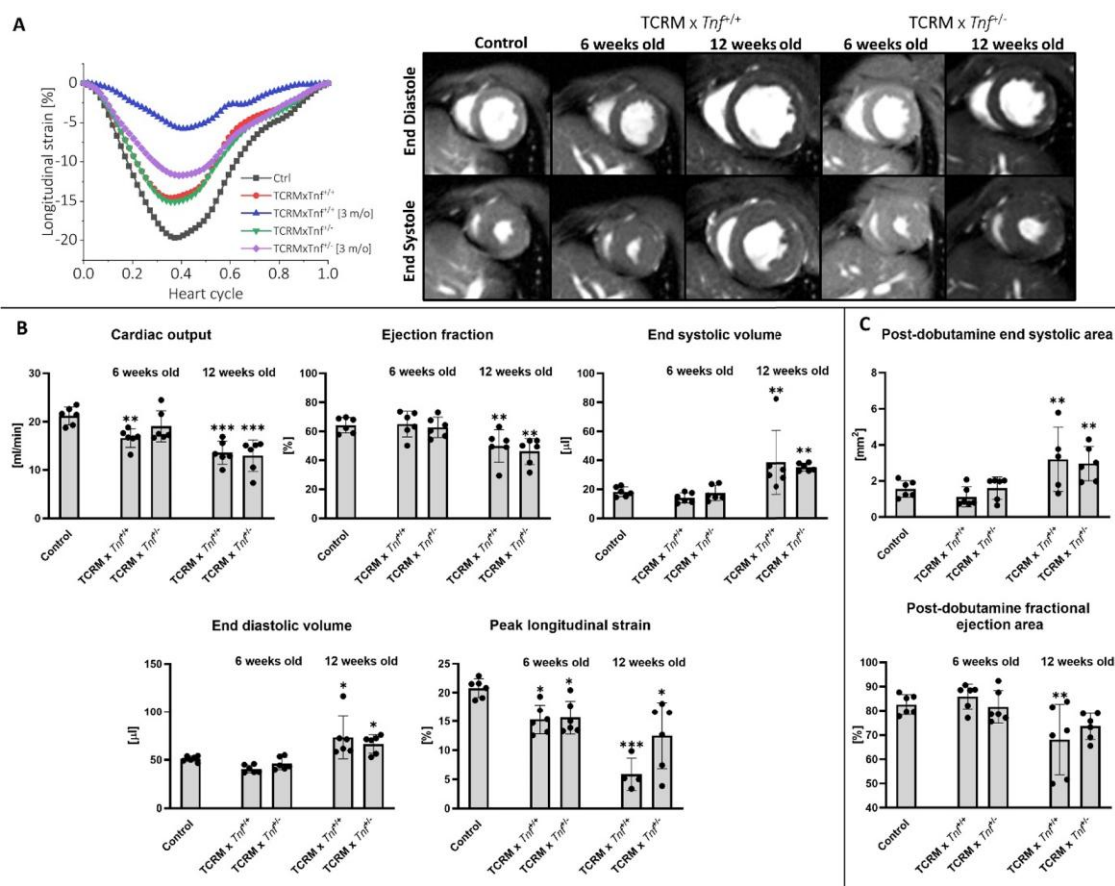 A
Longitudinal strain [%]
0
-5
-10
-15
-20
0.0 0.2 0.4 0.6 0.8 1.0
Heart cycle
Ctrl
TCRMxTnf+/+
TCRMxTnf+/+ [3 m/o]
TCRMxTnf+/-
TCRMxTnf+/- [3 m/o]
TCRM x Tnf+/+ TCRM x Tnf+/-
Control 6 weeks old 12 weeks old 6 weeks old 12 weeks old
End Diastole
End Systole
B
Cardiac output
6 weeks old 12 weeks old
[ml/min]
30
20
10
0
** *** ***
Control TCRM x Tnf+/+ TCRM x Tnf+/- TCRM x Tnf+/+ TCRM x Tnf+/-
Ejection fraction
6 weeks old 12 weeks old
[%]
100
80
60
40
20
0
** **
Control TCRM x Tnf+/+ TCRM x Tnf+/- TCRM x Tnf+/+ TCRM x Tnf+/-
End systolic volume
6 weeks old 12 weeks old
[µl]
100
80
60
40
20
0
** **
Control TCRM x Tnf+/+ TCRM x Tnf+/- TCRM x Tnf+/+ TCRM x Tnf+/-
End diastolic volume
6 weeks old 12 weeks old
[µl]
150
100
50
0
* *
Control TCRM x Tnf+/+ TCRM x Tnf+/- TCRM x Tnf+/+ TCRM x Tnf+/-
Peak longitudinal strain
6 weeks old 12 weeks old
[%]
25
20
15
10
5
0
* * *** *
Control TCRM x Tnf+/+ TCRM x Tnf+/- TCRM x Tnf+/+ TCRM x Tnf+/-
C
Post-dobutamine end systolic area
6 weeks old 12 weeks old
[mm²]
8
6
4
2
0
** **
Control TCRM x Tnf+/+ TCRM x Tnf+/- TCRM x Tnf+/+ TCRM x Tnf+/-
Post-dobutamine fractional
ejection area
6 weeks old 12 weeks old
[%]
100
90
80
70
60
50
40
**
Control TCRM x Tnf+/+ TCRM x Tnf+/- TCRM x Tnf+/+ TCRM x Tnf+/-